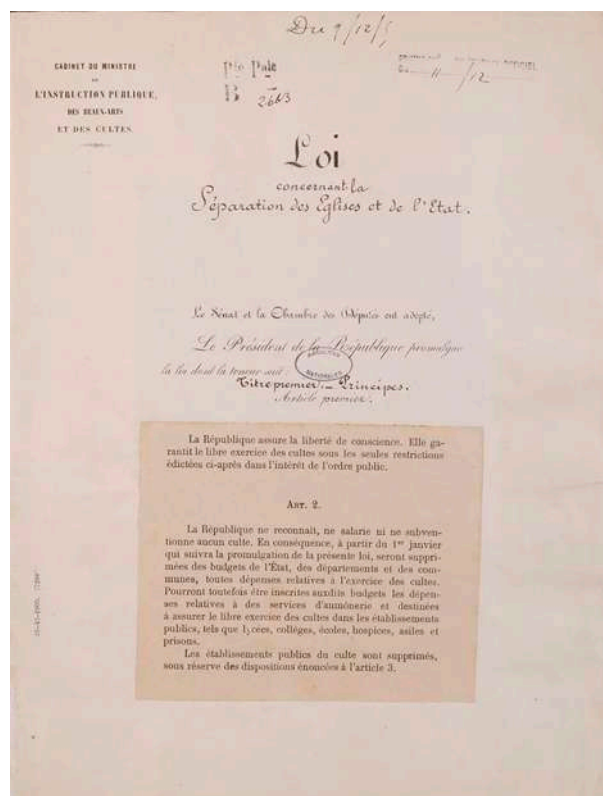 Du 9/12/5
CABINET DU MINISTRE
DE
L'INSTRUCTION PUBLIQUE,
DES BEAUX-ARTS
ET DES CULTES.
B 2643
11/12
OFFICIEL
Loi
concernant la
Séparation des Églises et de l'État.
Le Sénat et la Chambre des Députés ont adopté,
Le Président de la République promulgue
la loi dont la teneur suit :
NATIONALES
Titre premier. — Principes.
Article premier.
La République assure la liberté de conscience. Elle ga-
rantit le libre exercice des cultes sous les seules restrictions
édictées ci-après dans l'intérêt de l'ordre public.
ART. 2.
La République ne reconnaît, ne salarie ni ne subven-
tionne aucun culte. En conséquence, à partir du 1er janvier
qui suivra la promulgation de la présente loi, seront suppri-
mées des budgets de l'État, des départements et des com-
munes, toutes dépenses relatives à l'exercice des cultes.
Pourront toutefois être inscrites auxdits budgets les dépen-
ses relatives à des services d'aumônerie et destinées
à assurer le libre exercice des cultes dans les établissements
publics, tels que lycées, collèges, écoles, hospices, asiles et
prisons.
Les établissements publics du culte sont supprimés,
sous réserve des dispositions énoncées à l'article 3.